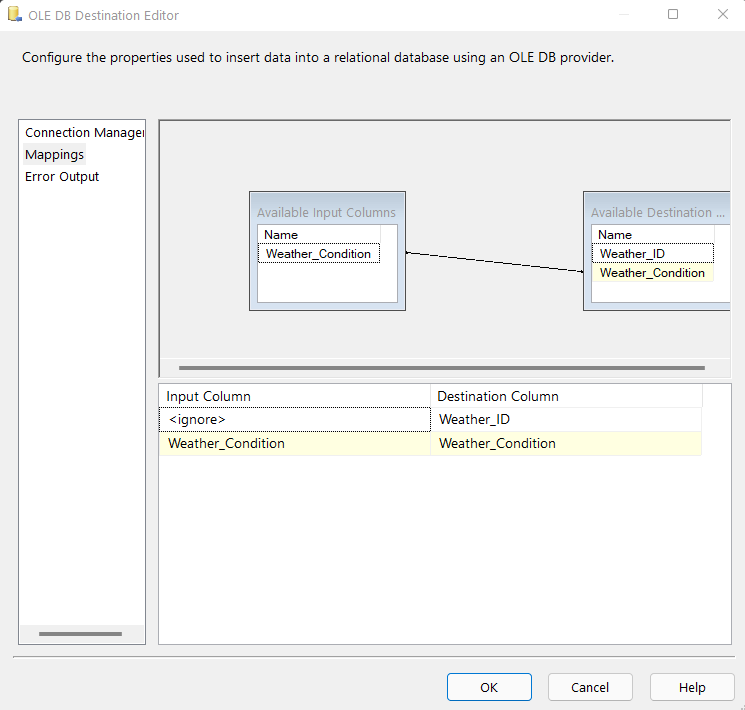 OLE DB Destination Editor
Configure the properties used to insert data into a relational database using an OLE DB provider.
Connection Manager
Mappings
Error Output
Available Input Columns
Name
Weather_Condition
Available Destination ...
Name
Weather_ID
Weather_Condition
Input Column Destination Column
<ignore> Weather_ID
Weather_Condition Weather_Condition
OK Cancel Help